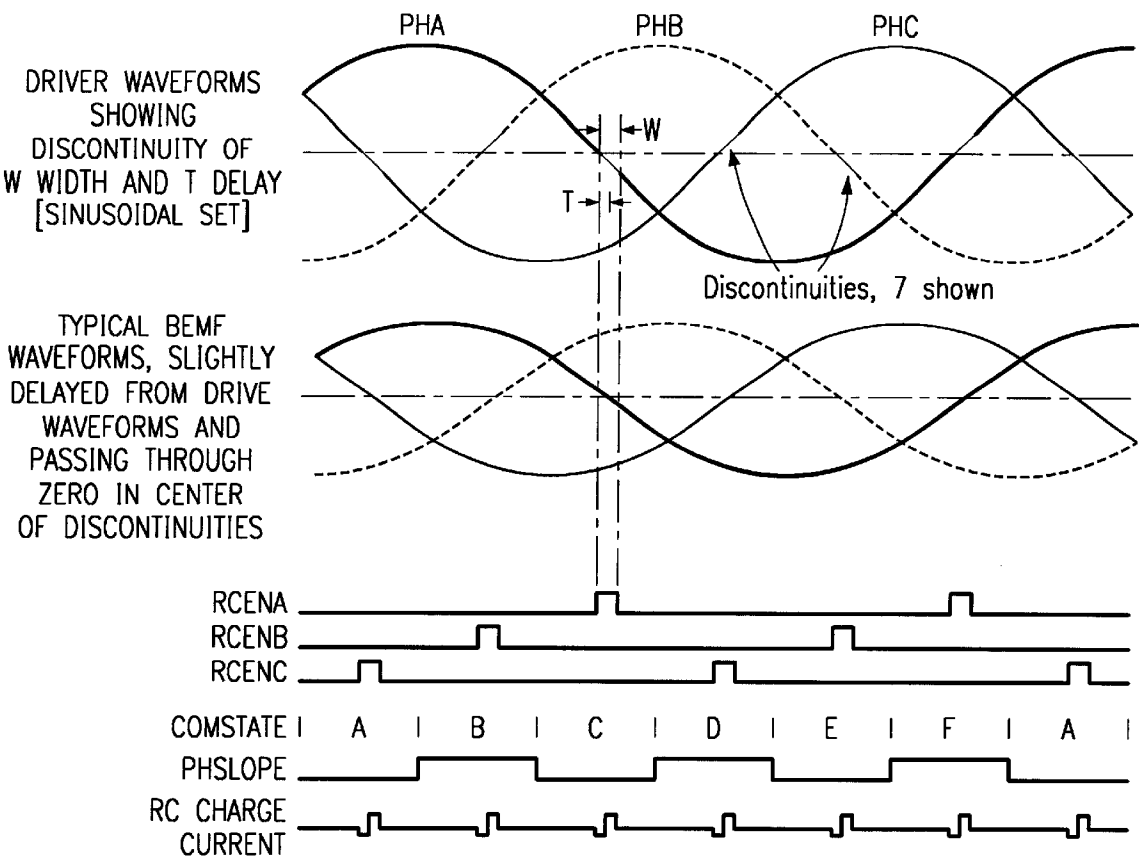 PHA PHB PHC
DRIVER WAVEFORMS
SHOWING
DISCONTINUITY OF
W WIDTH AND T DELAY
[SINUSOIDAL SET]
W
T
Discontinuities, 7 shown
TYPICAL BEMF
WAVEFORMS, SLIGHTLY
DELAYED FROM DRIVE
WAVEFORMS AND
PASSING THROUGH
ZERO IN CENTER
OF DISCONTINUITIES
RCENA
RCENB
RCENC
COMSTATE | A | B | C | D | E | F | A |
PHSLOPE
RC CHARGE
CURRENT